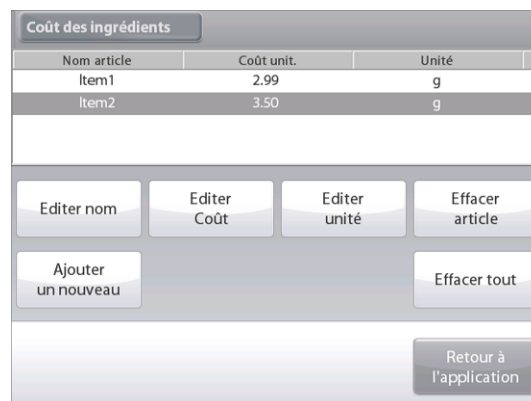 Coût des ingrédients
Nom article Coût unit. Unité
Item1 2.99 g
Item2 3.50 g
Editer nom
Editer
Coût
Editer
unité
Effacer
article
Ajouter
un nouveau
Effacer tout
Retour à
l'application